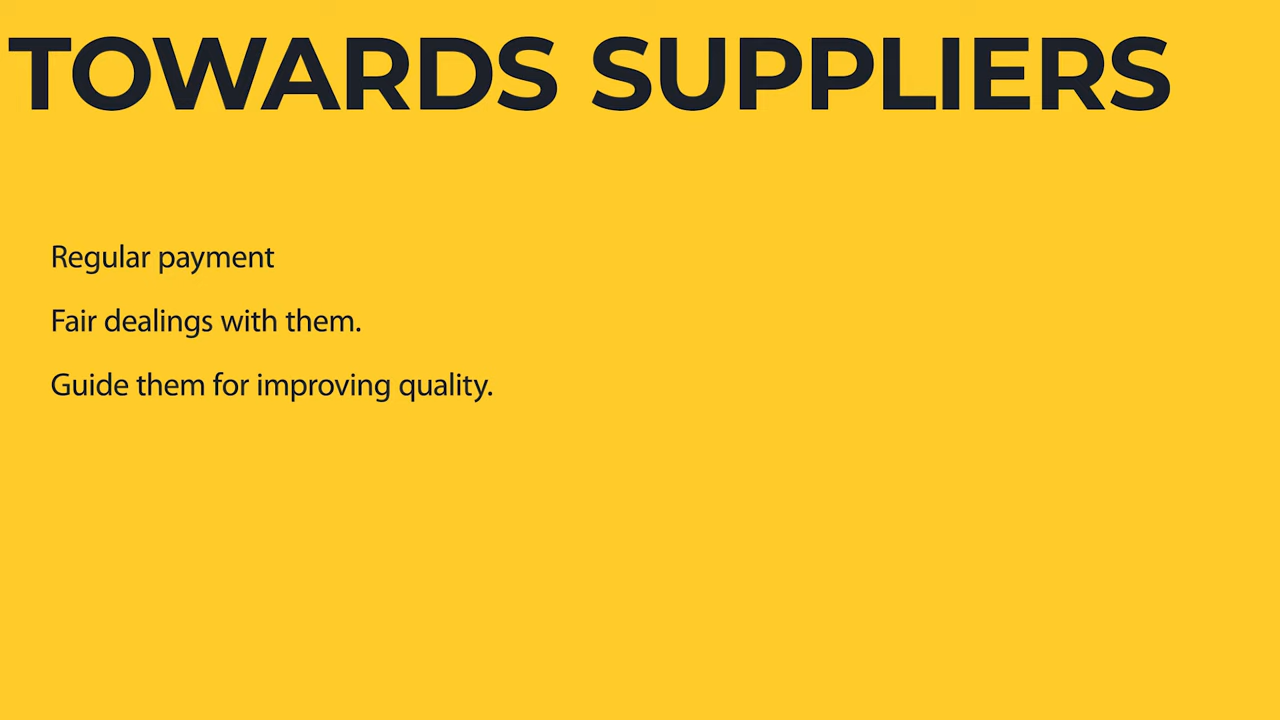 TOWARDS SUPPLIERS
Regular payment
Fair dealings with them.
Guide them for improving quality.